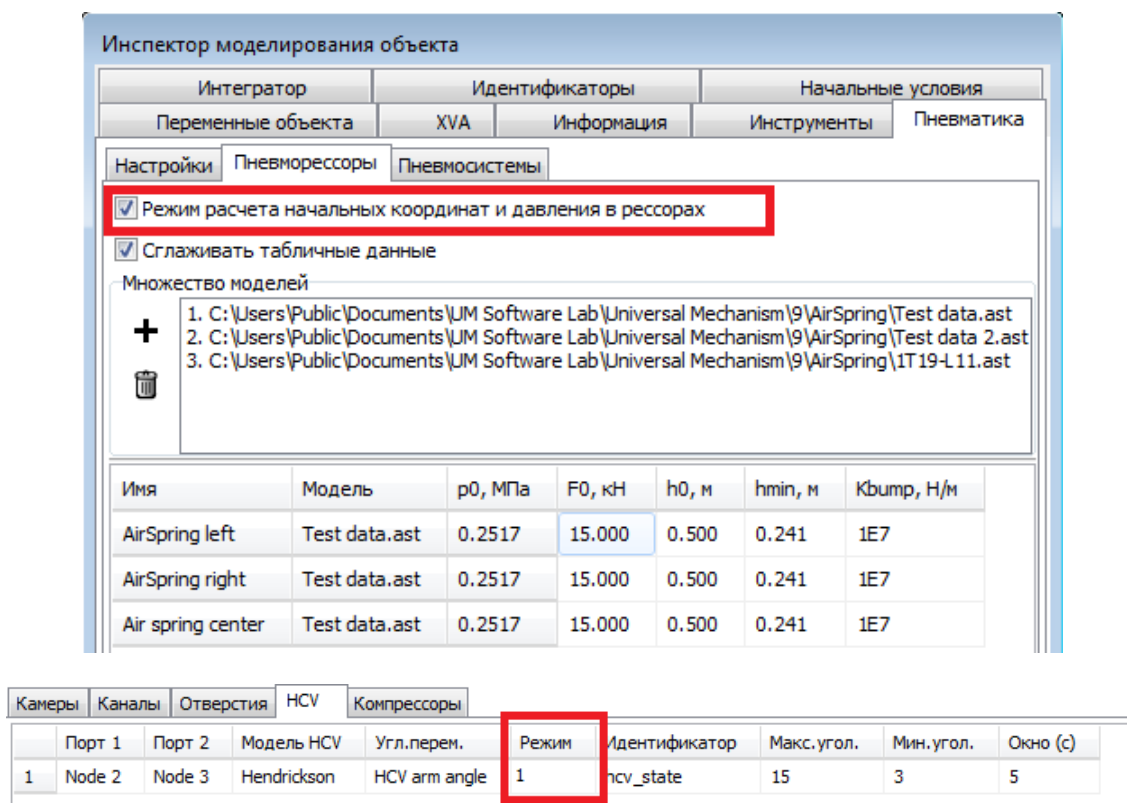 Инспектор моделирования объекта
Интегратор Идентификаторы Начальные условия
Переменные объекта XVA Информация Инструменты Пневматика
Настройки Пневморессоры Пневмосистемы
Режим расчета начальных координат и давления в рессорах
Сглаживать табличные данные
Множество моделей
1. C:\Users\Public\Documents\UM Software Lab\Universal Mechanism\9\AirSpring\Test data.ast
2. C:\Users\Public\Documents\UM Software Lab\Universal Mechanism\9\AirSpring\Test data 2.ast
3. C:\Users\Public\Documents\UM Software Lab\Universal Mechanism\9\AirSpring\1T19-L11.ast
Имя Модель p0, МПа F0, кН h0, м hmin, м Kbump, Н/м
AirSpring left Test data.ast 0.2517 15.000 0.500 0.241 1E7
AirSpring right Test data.ast 0.2517 15.000 0.500 0.241 1E7
Air spring center Test data.ast 0.2517 15.000 0.500 0.241 1E7
Камеры Каналы Отверстия HCV Компрессоры
Порт 1 Порт 2 Модель HCV Угл.перем. Режим Идентификатор Макс.угол. Мин.угол. Окно (с)
1 Node 2 Node 3 Hendrickson HCV arm angle 1 hcv_state 15 3 5